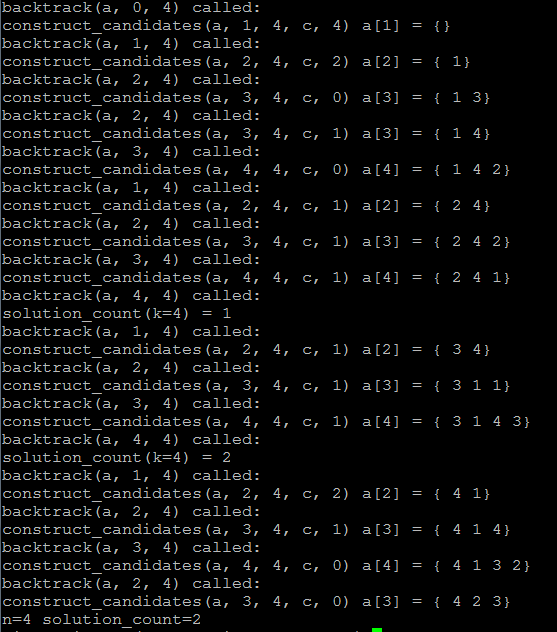 backtrack(a, 0, 4) called:
construct_candidates(a, 1, 4, c, 4) a[1] = {}
backtrack(a, 1, 4) called:
construct_candidates(a, 2, 4, c, 2) a[2] = { 1}
backtrack(a, 2, 4) called:
construct_candidates(a, 3, 4, c, 0) a[3] = { 1 3}
backtrack(a, 2, 4) called:
construct_candidates(a, 3, 4, c, 1) a[3] = { 1 4}
backtrack(a, 3, 4) called:
construct_candidates(a, 4, 4, c, 0) a[4] = { 1 4 2}
backtrack(a, 1, 4) called:
construct_candidates(a, 2, 4, c, 1) a[2] = { 2 4}
backtrack(a, 2, 4) called:
construct_candidates(a, 3, 4, c, 1) a[3] = { 2 4 2}
backtrack(a, 3, 4) called:
construct_candidates(a, 4, 4, c, 1) a[4] = { 2 4 1}
backtrack(a, 4, 4) called:
solution_count(k=4) = 1
backtrack(a, 1, 4) called:
construct_candidates(a, 2, 4, c, 1) a[2] = { 3 4}
backtrack(a, 2, 4) called:
construct_candidates(a, 3, 4, c, 1) a[3] = { 3 1 1}
backtrack(a, 3, 4) called:
construct_candidates(a, 4, 4, c, 1) a[4] = { 3 1 4 3}
backtrack(a, 4, 4) called:
solution_count(k=4) = 2
backtrack(a, 1, 4) called:
construct_candidates(a, 2, 4, c, 2) a[2] = { 4 1}
backtrack(a, 2, 4) called:
construct_candidates(a, 3, 4, c, 1) a[3] = { 4 1 4}
backtrack(a, 3, 4) called:
construct_candidates(a, 4, 4, c, 0) a[4] = { 4 1 3 2}
backtrack(a, 2, 4) called:
construct_candidates(a, 3, 4, c, 0) a[3] = { 4 2 3}
n=4 solution_count=2